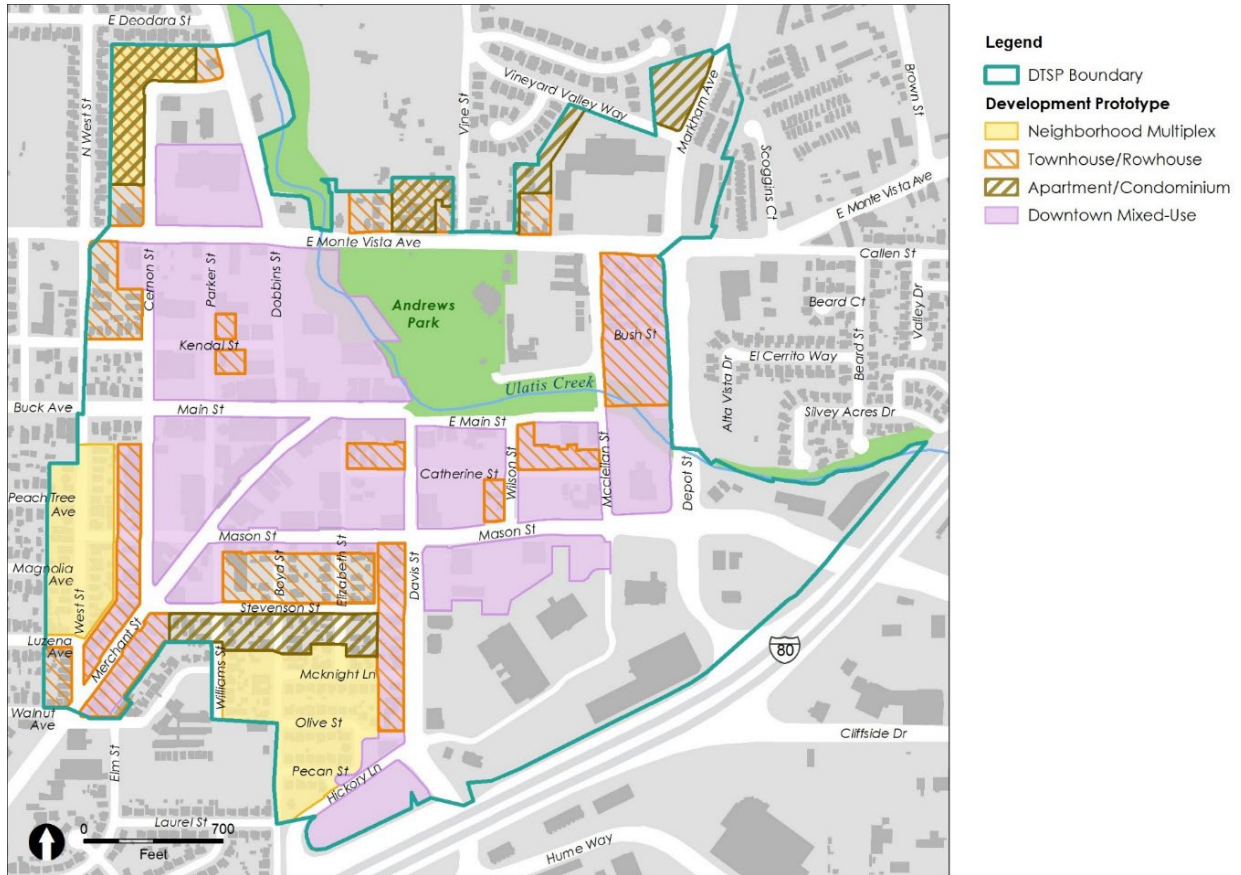 E Deodara St
N West St
Vine St
Vineyard Valley Way
Markham Ave
Brown St
Scoggins Ct
E Monte Vista Ave
E Monte Vista Ave
Callen St
Cernon St
Parker St
Dobbins St
Kendal St
Andrews
Park
Bush St
Beard Ct
Valley Dr
El Cerrito Way
Beard St
Alta Vista Dr
Ulatis Creek
Silvey Acres Dr
Buck Ave
Main St
E Main St
Catherine St
Wilson St
Mcclellan St
Depot St
Peach Tree
Ave
Mason St
Mason St
Magnolia
Ave
West St
Boyd St
Elizabeth St
Davis St
Stevenson St
Luzena
Ave
Merchant St
Williams St
Mcknight Ln
80
Walnut
Ave
Olive St
Elm St
Pecan St
Hickory Ln
Cliffside Dr
Laurel St
Hume Way
0 700
Feet
Legend
DTSP Boundary
Development Prototype
Neighborhood Multiplex
Townhouse/Rowhouse
Apartment/Condominium
Downtown Mixed-Use